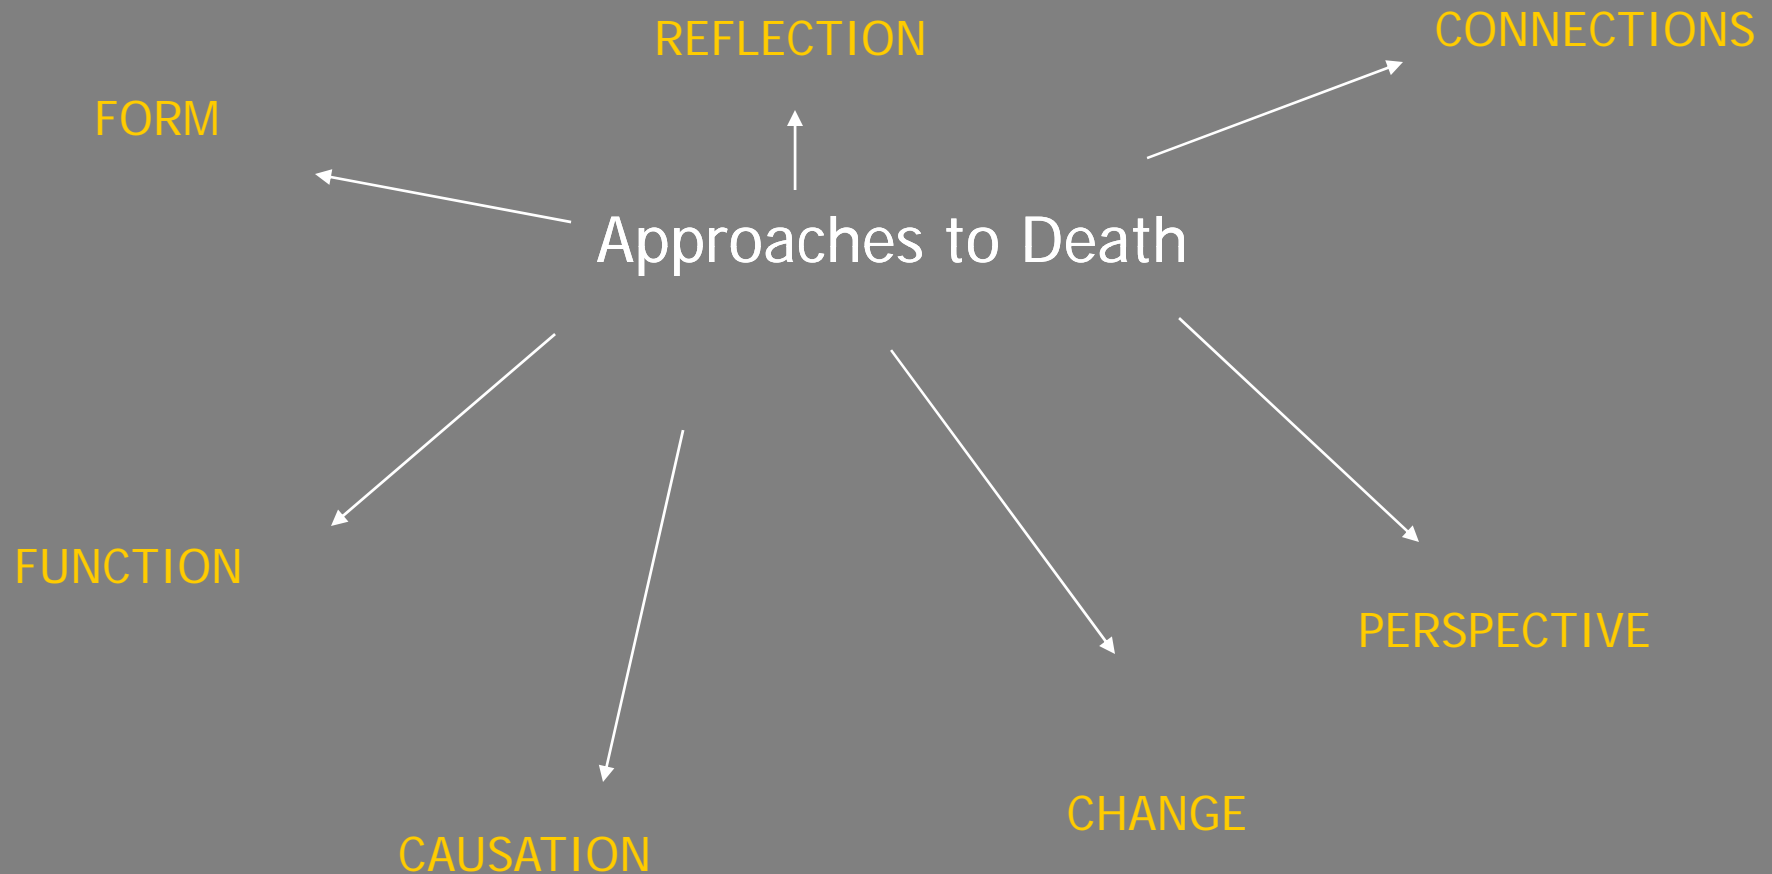 REFLECTION
CONNECTIONS
FORM
Approaches to Death
FUNCTION
PERSPECTIVE
CHANGE
CAUSATION